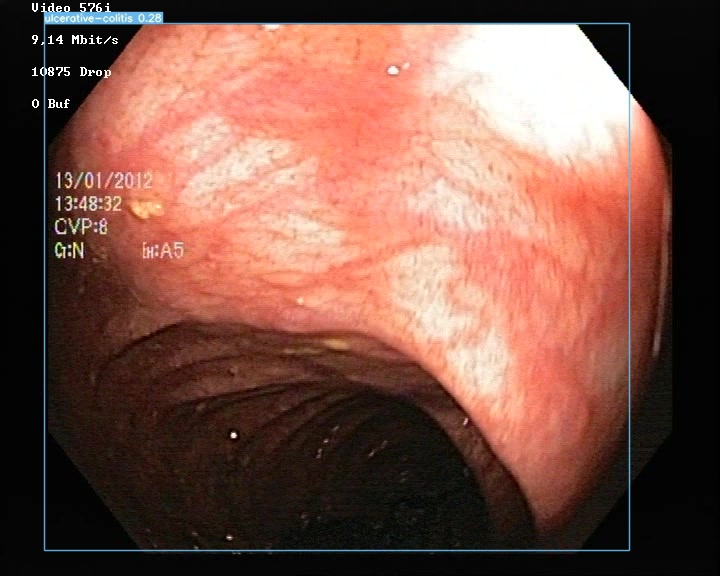 Video 576i
ulcerative-colitis 0.28
9,14 Mbit/s
10875 Drop
0 Buf
13/01/2012
13:48:32
CVP:8
G:N Eh:A5